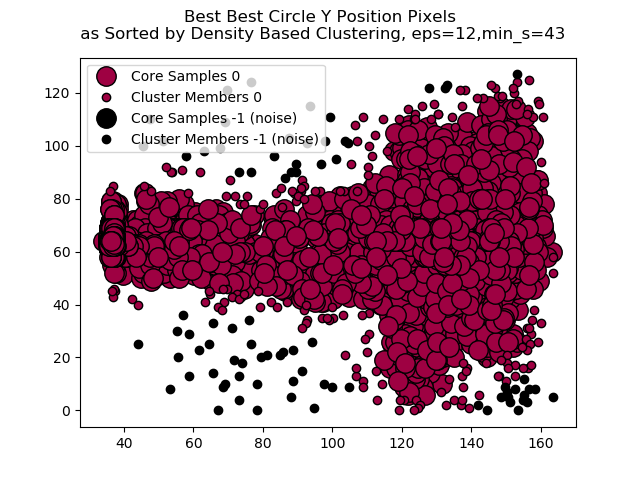 Best Best Circle Y Position Pixels
as Sorted by Density Based Clustering, eps=12,min_s=43
Core Samples 0
Cluster Members 0
Core Samples -1 (noise)
Cluster Members -1 (noise)
120
100
80
60
40
20
0
40 60 80 100 120 140 160